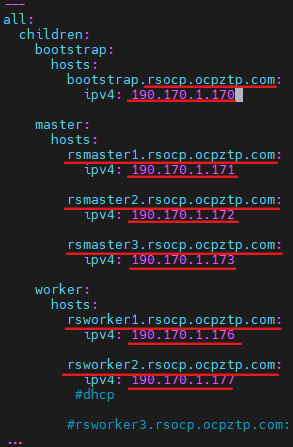 ---
all:
  children:
    bootstrap:
      hosts:
        bootstrap.rsocp.ocpztp.com:
          ipv4: 190.170.1.170

    master:
      hosts:
        rsmaster1.rsocp.ocpztp.com:
          ipv4: 190.170.1.171

        rsmaster2.rsocp.ocpztp.com:
          ipv4: 190.170.1.172

        rsmaster3.rsocp.ocpztp.com:
          ipv4: 190.170.1.173

    worker:
      hosts:
        rsworker1.rsocp.ocpztp.com:
          ipv4: 190.170.1.176

        rsworker2.rsocp.ocpztp.com:
          ipv4: 190.170.1.177
         #dhcp

        #rsworker3.rsocp.ocpztp.com:
...